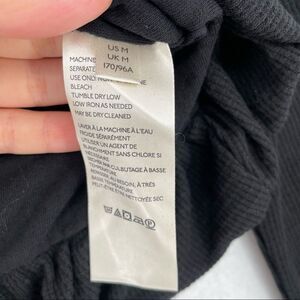 US M
UK M
170/96A
MACHINE
SEPARATE
USE ONLY NON
BLEACH
TUMBLE DRY LOW
LOW IRON AS NEEDED
MAY BE DRY CLEANED
LAVER À LA MACHINE À L'EAU
FROIDE SÉPARÉMENT
UTILISER UN AGENT DE
BLANCHIMENT SANS CHLORE SI
NÉCESSAIRE
SÉCHER PAR CULBUTAGE À BASSE
TEMPÉRATURE
REPASSER, AU BESOIN, À TRÈS
BASSE TEMPÉRATURE
PEUT-ÊTRE ÊTRE NETTOYÉE SEC